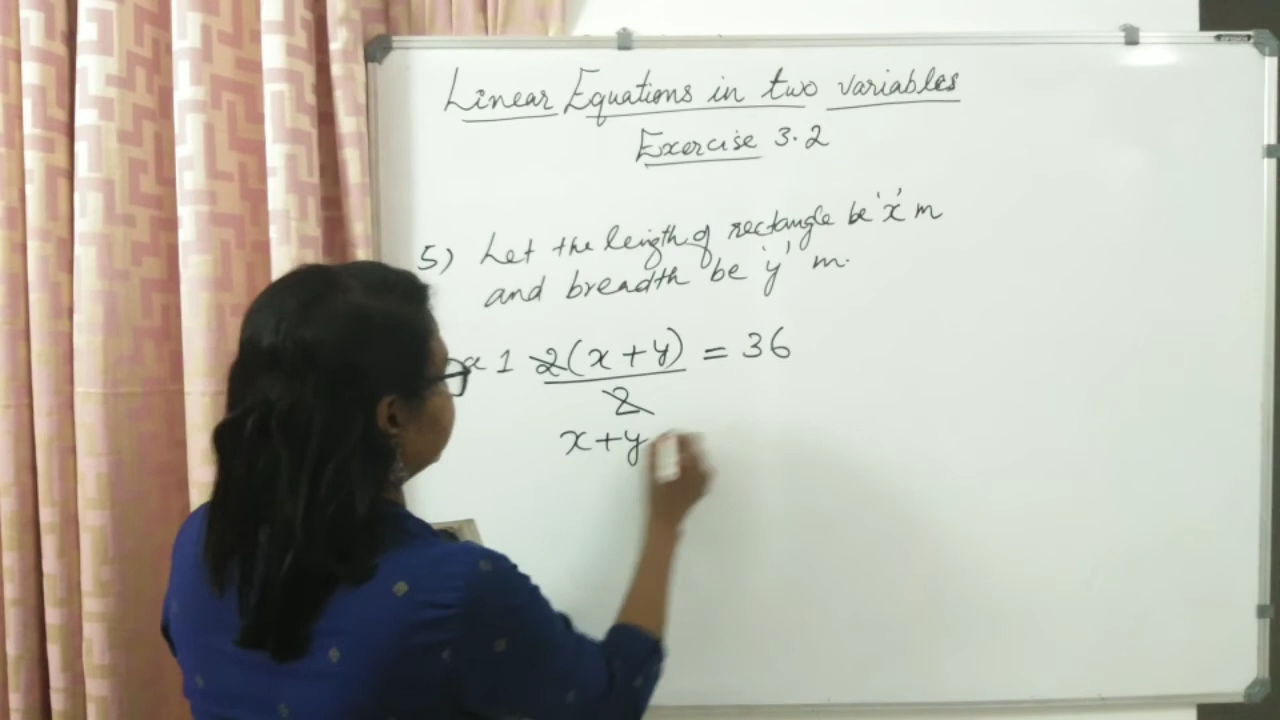 Linear Equations in two variables
Exercise 3.2
5) Let the length of rectangle be 'x' m
and breadth be 'y' m.
1 2(x+y) = 36
2
x+y